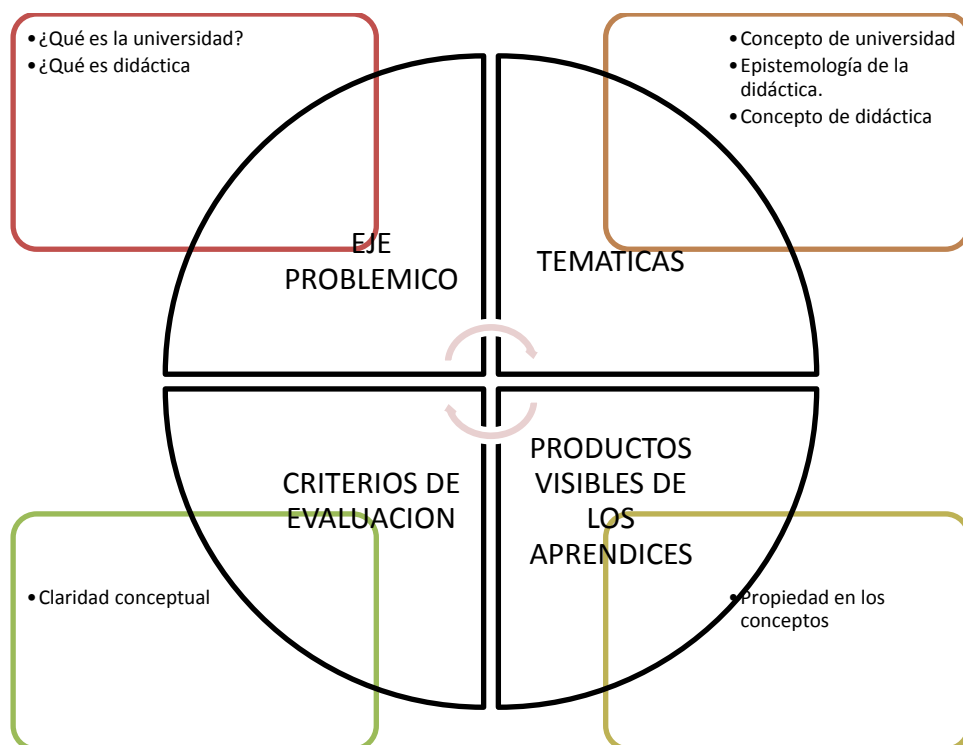 •¿Qué es la universidad?
•¿Qué es didáctica
•Concepto de universidad
•Epistemología de la
didáctica.
•Concepto de didáctica
EJE
PROBLEMICO
TEMATICAS
CRITERIOS DE
EVALUACION
PRODUCTOS
VISIBLES DE
LOS
APRENDICES
•Claridad conceptual
•Propiedad en los
conceptos